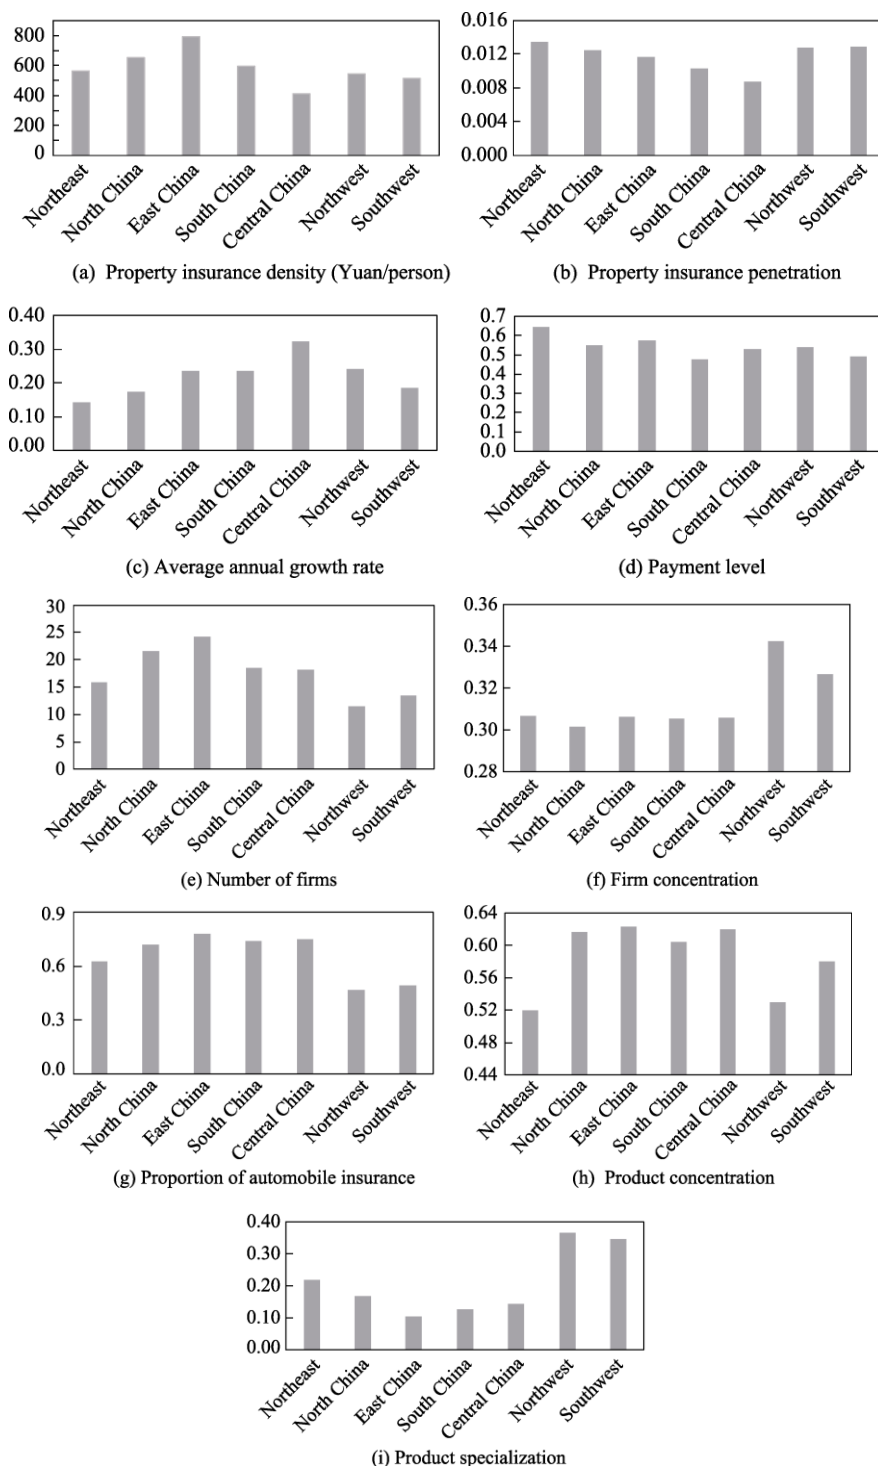 800
600
400
200
0
Northeast
North China
East China
South China
Central China
Northwest
Southwest
(a) Property insurance density (Yuan/person)
0.016
0.012
0.008
0.004
0.000
Northeast
North China
East China
South China
Central China
Northwest
Southwest
(b) Property insurance penetration
0.40
0.30
0.20
0.10
0.00
Northeast
North China
East China
South China
Central China
Northwest
Southwest
(c) Average annual growth rate
0.7
0.6
0.5
0.4
0.3
0.2
0.1
0.0
Northeast
North China
East China
South China
Central China
Northwest
Southwest
(d) Payment level
30
25
20
15
10
5
0
Northeast
North China
East China
South China
Central China
Northwest
Southwest
(e) Number of firms
0.36
0.34
0.32
0.30
0.28
Northeast
North China
East China
South China
Central China
Northwest
Southwest
(f) Firm concentration
0.9
0.6
0.3
0.0
Northeast
North China
East China
South China
Central China
Northwest
Southwest
(g) Proportion of automobile insurance
0.64
0.60
0.56
0.52
0.48
0.44
Northeast
North China
East China
South China
Central China
Northwest
Southwest
(h) Product concentration
0.40
0.30
0.20
0.10
0.00
Northeast
North China
East China
South China
Central China
Northwest
Southwest
(i) Product specialization